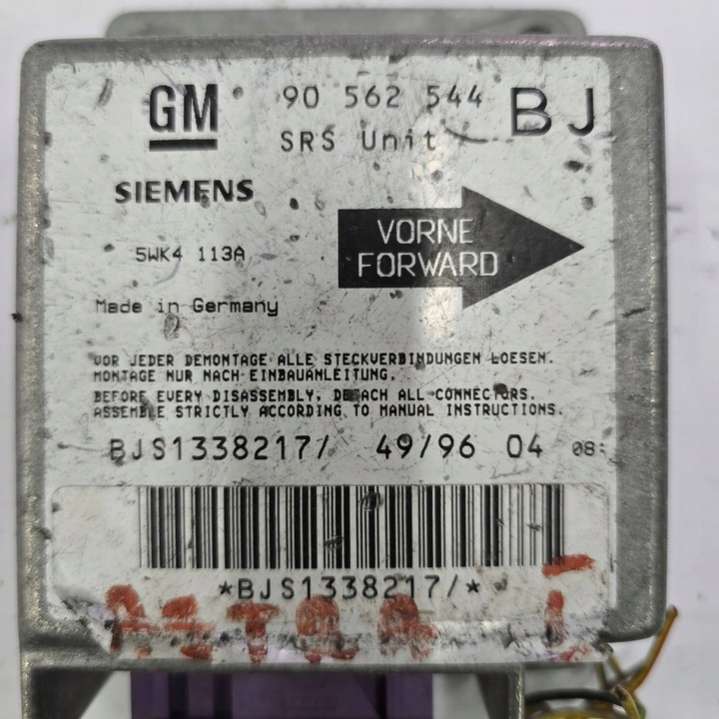 GM 90 562 544 BJ
SRS Unit
SIEMENS
VORNE
5WK4 113A
FORWARD
Made in Germany
VOR JEDER DEMONTAGE ALLE STECKVERBINDUNGEN LOESEN.
MONTAGE NUR NACH EINBAUANLEITUNG.
BEFORE EVERY DISASSEMBLY, DETACH ALL CONNECTORS.
ASSEMBLE STRICTLY ACCORDING TO MANUAL INSTRUCTIONS.
BJS1338217/ 49/96 04 08:
*BJS1338217/*